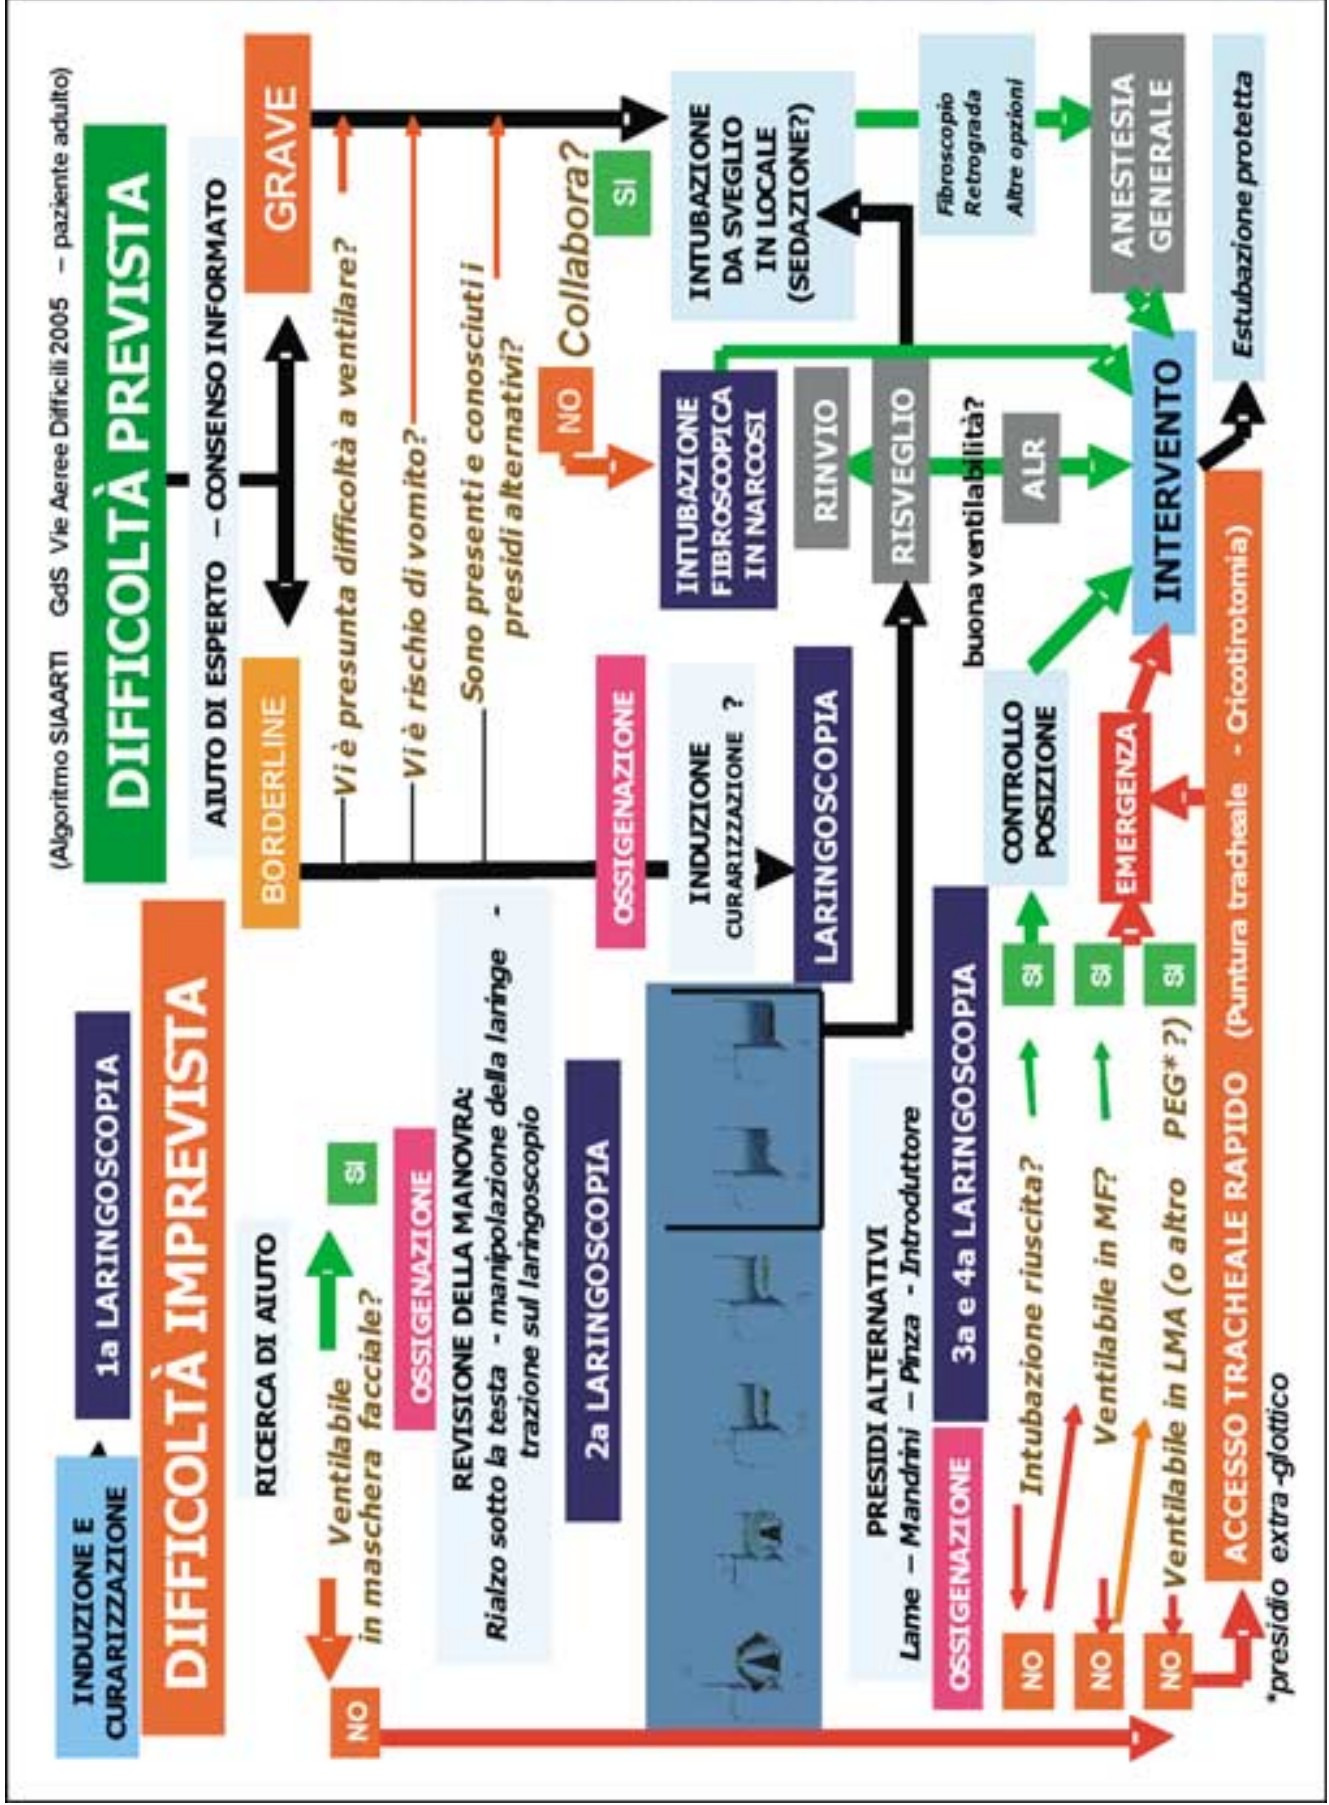 (Algoritmo SIAARTI GdS Vie Aeree Difficili 2005 – paziente adulto)
INDUZIONE E
CURARIZZAZIONE
1a LARINGOSCOPIA
DIFFICOLTÀ IMPREVISTA
RICERCA DI AIUTO
Ventilabile
in maschera facciale?
NO
SI
OSSIGENAZIONE
REVISIONE DELLA MANOVRA:
Rialzo sotto la testa - manipolazione della laringe -
trazione sul laringoscopio
2a LARINGOSCOPIA
PRESIDI ALTERNATIVI
Lame – Mandrini – Pinza - Introduttore
OSSIGENAZIONE
3a e 4a LARINGOSCOPIA
NO
Intubazione riuscita?
SI
NO
Ventilabile in MF?
SI
NO
Ventilabile in LMA (o altro PEG* ?)
SI
DIFFICOLTÀ PREVISTA
AIUTO DI ESPERTO – CONSENSO INFORMATO
BORDERLINE
GRAVE
Vi è presunta difficoltà a ventilare?
Vi è rischio di vomito?
Sono presenti e conosciuti i
presidi alternativi?
Collabora?
NO
SI
OSSIGENAZIONE
INDUZIONE
CURARIZZAZIONE ?
LARINGOSCOPIA
INTUBAZIONE
FIBROSCOPICA
IN NARCOSI
INTUBAZIONE
DA SVEGLIO
IN LOCALE
(SEDAZIONE?)
RINVIO
RISVEGLIO
buona ventilabilità?
ALR
Fibroscopio
Retrograda
Altre opzioni
ANESTESIA
GENERALE
CONTROLLO
POSIZIONE
EMERGENZA
INTERVENTO
Estubazione protetta
ACCESSO TRACHEALE RAPIDO (Puntura tracheale - Cricotirotomia)
*presidio extra-glottico